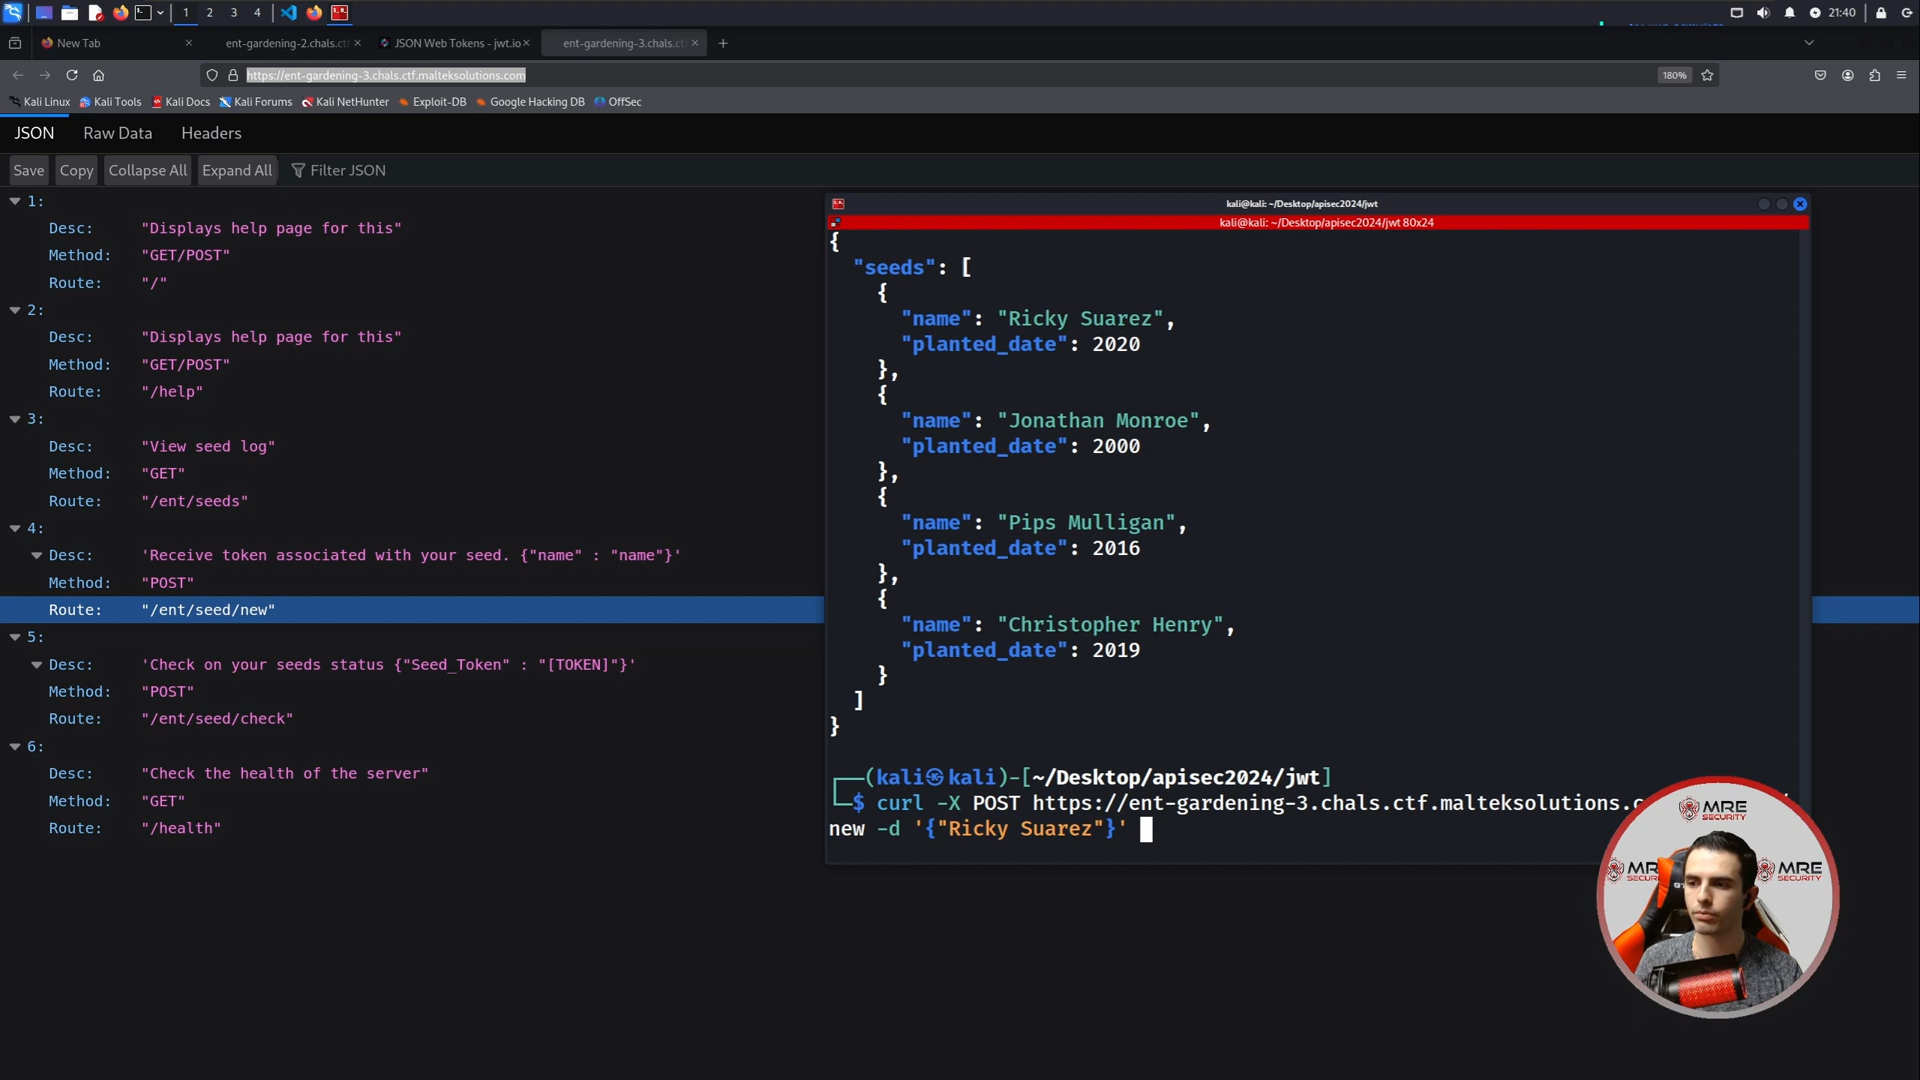 1 2 3 4 21:40
New Tab
ent-gardening-2.chals.ct
JSON Web Tokens - jwt.io
ent-gardening-3.chals.ct
https://ent-gardening-3.chals.ctf.malteksolutions.com
180%
Kali Linux Kali Tools Kali Docs Kali Forums Kali NetHunter Exploit-DB Google Hacking DB OffSec
JSON Raw Data Headers
Save Copy Collapse All Expand All Filter JSON
1:
Desc: "Displays help page for this"
Method: "GET/POST"
Route: "/"
2:
Desc: "Displays help page for this"
Method: "GET/POST"
Route: "/help"
3:
Desc: "View seed log"
Method: "GET"
Route: "/ent/seeds"
4:
Desc: 'Receive token associated with your seed. {"name" : "name"}'
Method: "POST"
Route: "/ent/seed/new"
5:
Desc: 'Check on your seeds status {"Seed_Token" : "[TOKEN]"}'
Method: "POST"
Route: "/ent/seed/check"
6:
Desc: "Check the health of the server"
Method: "GET"
Route: "/health"
kali@kali: ~/Desktop/apisec2024/jwt
kali@kali: ~/Desktop/apisec2024/jwt 80x24
{
"seeds": [
{
"name": "Ricky Suarez",
"planted_date": 2020
},
{
"name": "Jonathan Monroe",
"planted_date": 2000
},
{
"name": "Pips Mulligan",
"planted_date": 2016
},
{
"name": "Christopher Henry",
"planted_date": 2019
}
]
}
(kali㉿kali)-[~/Desktop/apisec2024/jwt]
$ curl -X POST https://ent-gardening-3.chals.ctf.malteksolutions.c
new -d '{"Ricky Suarez"}'
MRE
SECURITY
MRE
SECURITY